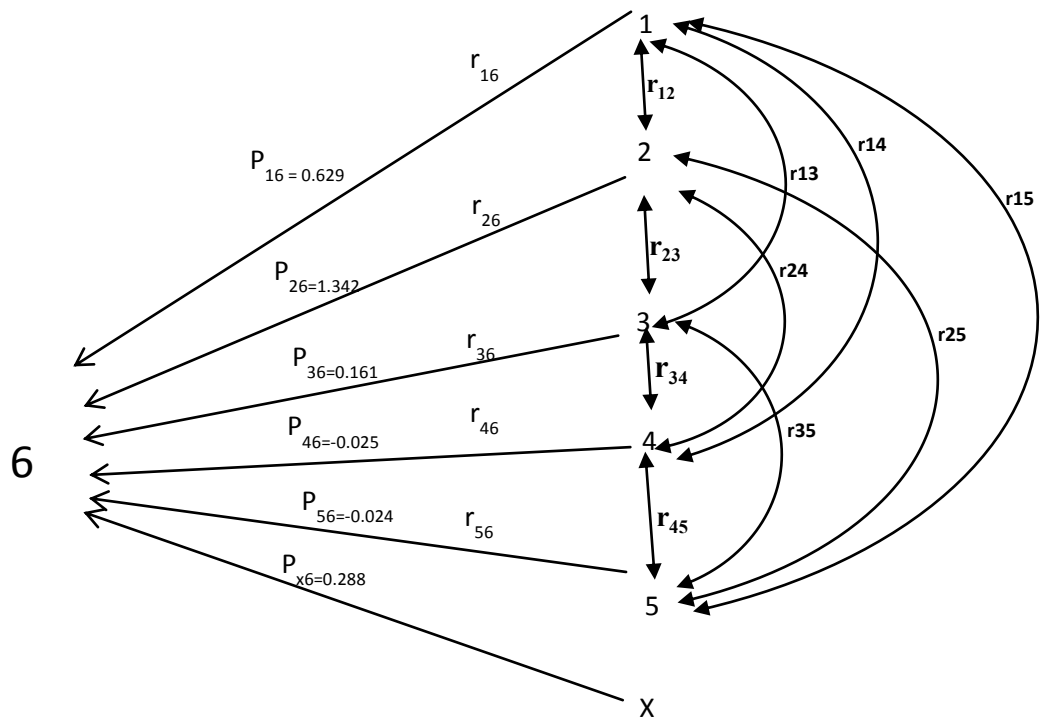 1
r16
r12
r14
2
P16 = 0.629
r13
r15
r26
r23
r24
P26=1.342
3
r36
r25
P36=0.161
r34
r46
r35
P46=-0.025
4
6
P56=-0.024
r56
r45
Px6=0.288
5
X